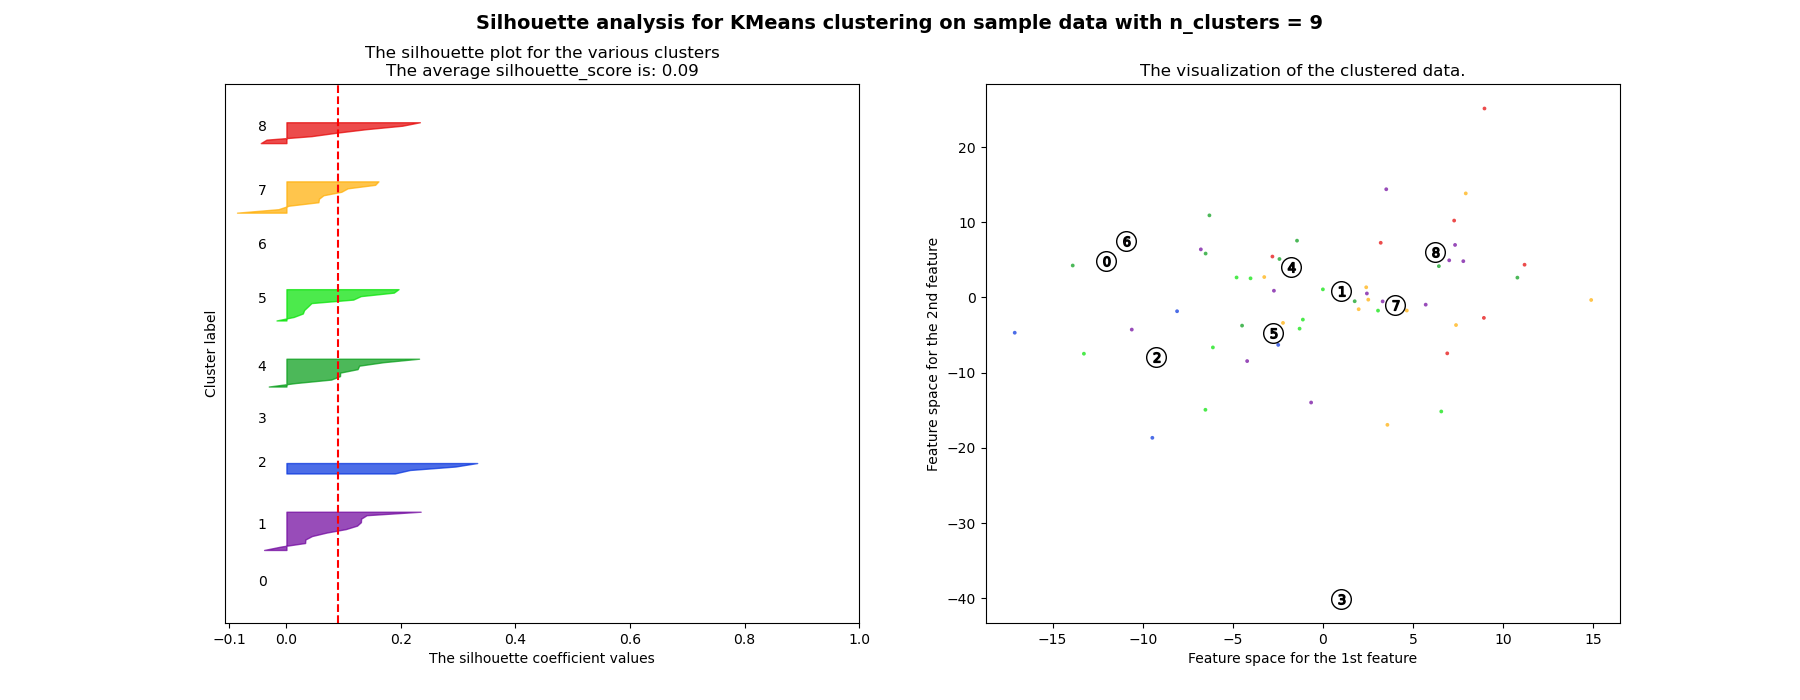 Silhouette analysis for KMeans clustering on sample data with n_clusters = 9
The silhouette plot for the various clusters
The average silhouette_score is: 0.09
8
7
6
5
4
3
2
1
0
Cluster label
−0.1 0.0 0.2 0.4 0.6 0.8 1.0
The silhouette coefficient values
The visualization of the clustered data.
20
10
0
−10
−20
−30
−40
Feature space for the 2nd feature
6
8
0
4
1
7
5
2
3
−15 −10 −5 0 5 10 15
Feature space for the 1st feature